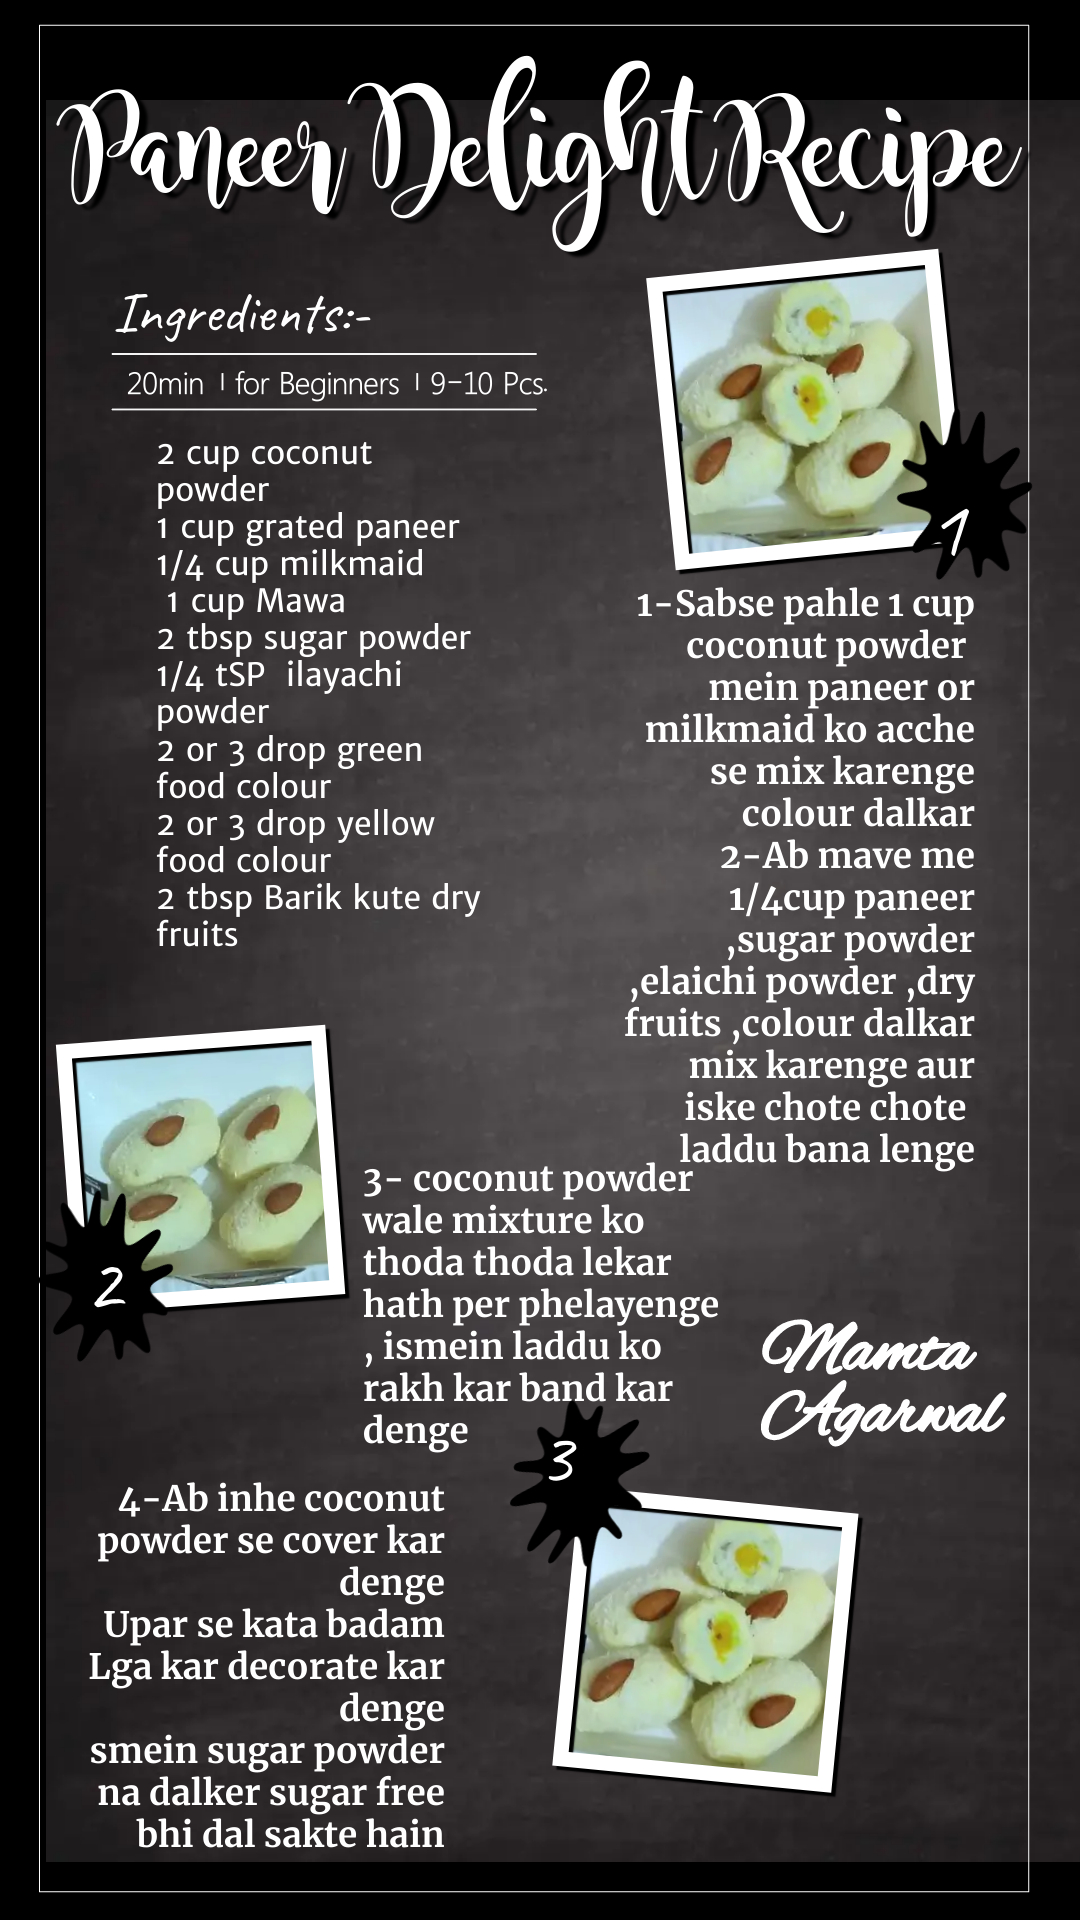 Paneer Delight Recipe
Ingredients:-
20min | for Beginners | 9-10 Pcs.
2 cup coconut
powder
1 cup grated paneer
1/4 cup milkmaid
1 cup Mawa
2 tbsp sugar powder
1/4 tSP ilayachi
powder
2 or 3 drop green
food colour
2 or 3 drop yellow
food colour
2 tbsp Barik kute dry
fruits
1
1-Sabse pahle 1 cup
coconut powder
mein paneer or
milkmaid ko acche
se mix karenge
colour dalkar
2-Ab mave me
1/4cup paneer
,sugar powder
,elaichi powder ,dry
fruits ,colour dalkar
mix karenge aur
iske chote chote
laddu bana lenge
2
3- coconut powder
wale mixture ko
thoda thoda lekar
hath per phelayenge
, ismein laddu ko
rakh kar band kar
denge
Mamta
Agarwal
3
4-Ab inhe coconut
powder se cover kar
denge
Upar se kata badam
Lga kar decorate kar
denge
smein sugar powder
na dalker sugar free
bhi dal sakte hain